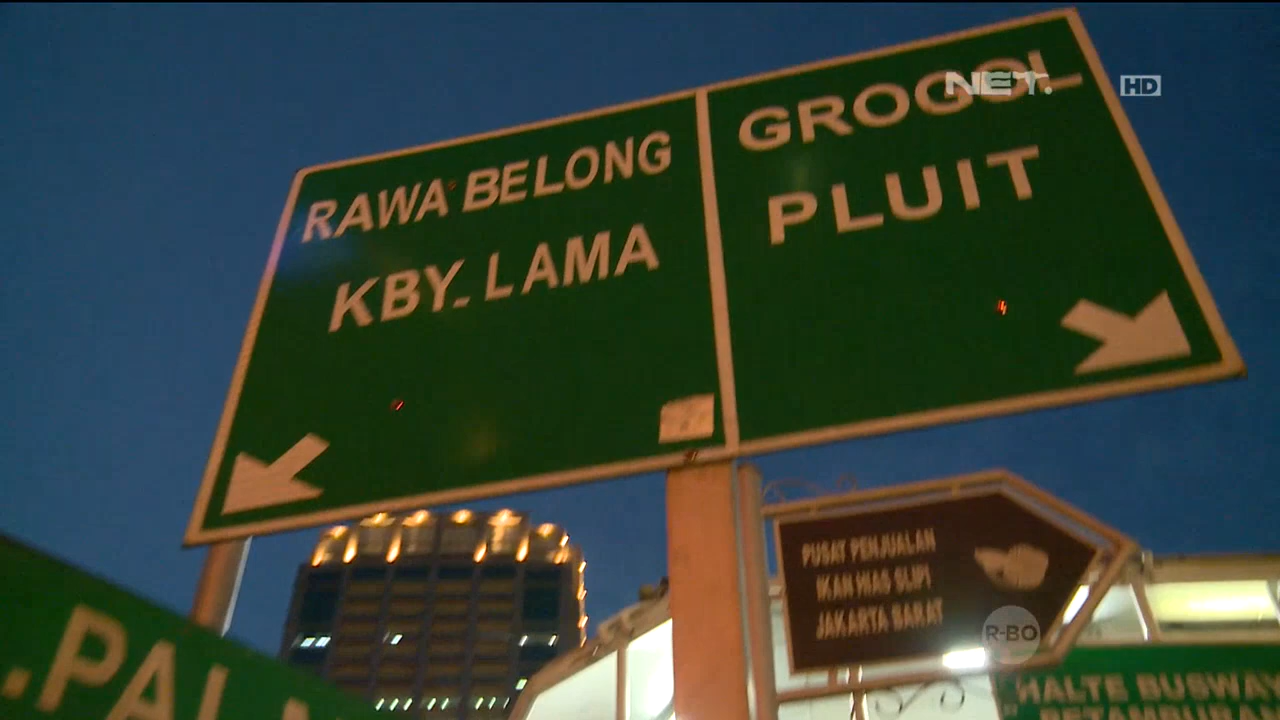 NET.
HD
RAWA BELONG
KBY. LAMA
GROGOL
PLUIT
PUSAT PENJUALAN
IKAN HIAS SLIPI
JAKARTA BARAT
R-BO
. PAL
HALTE BUSWAY
PETAMBURAN